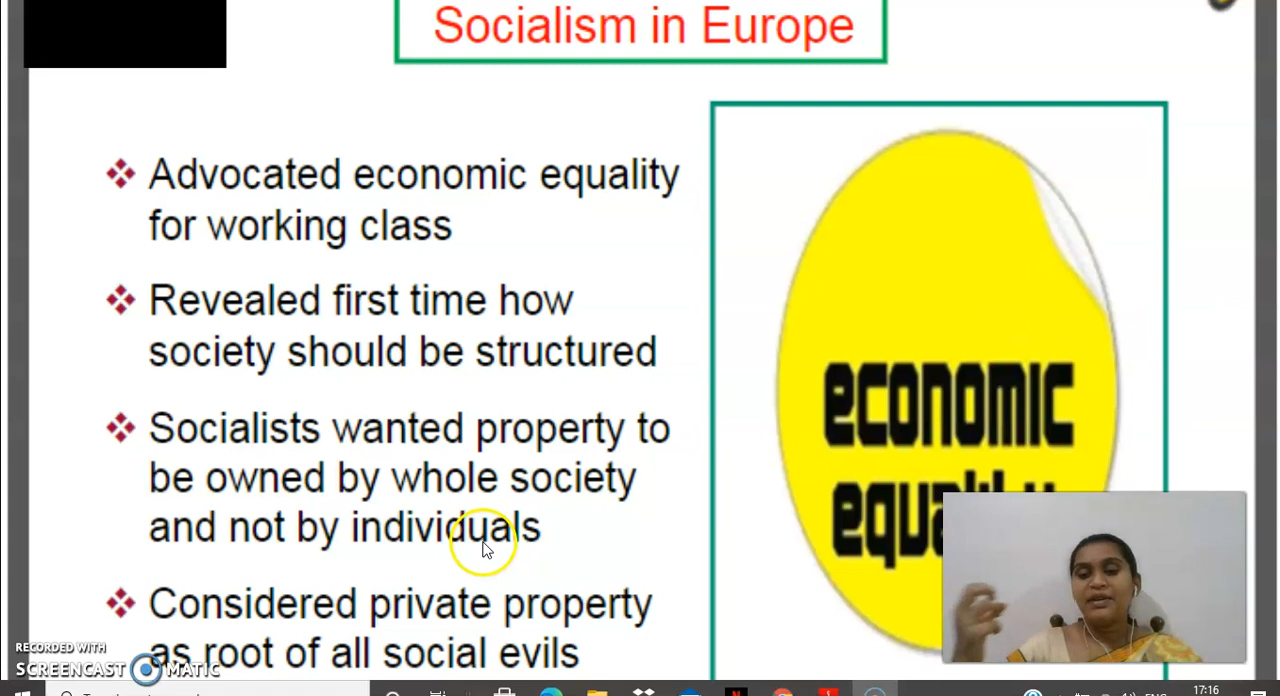 Socialism in Europe
❖ Advocated economic equality
for working class
❖ Revealed first time how
society should be structured
❖ Socialists wanted property to
be owned by whole society
and not by individuals
❖ Considered private property
as root of all social evils
economic
RECORDED WITH
SCREENCAST MATIC
17:16